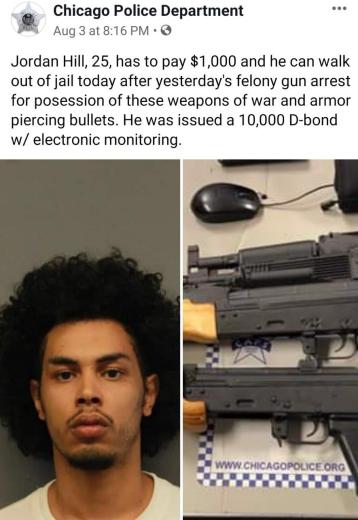 Chicago Police Department
Aug 3 at 8:16 PM ·
Jordan Hill, 25, has to pay $1,000 and he can walk
out of jail today after yesterday's felony gun arrest
for posession of these weapons of war and armor
piercing bullets. He was issued a 10,000 D-bond
w/ electronic monitoring.
WWW.CHICAGOPOLICE.ORG